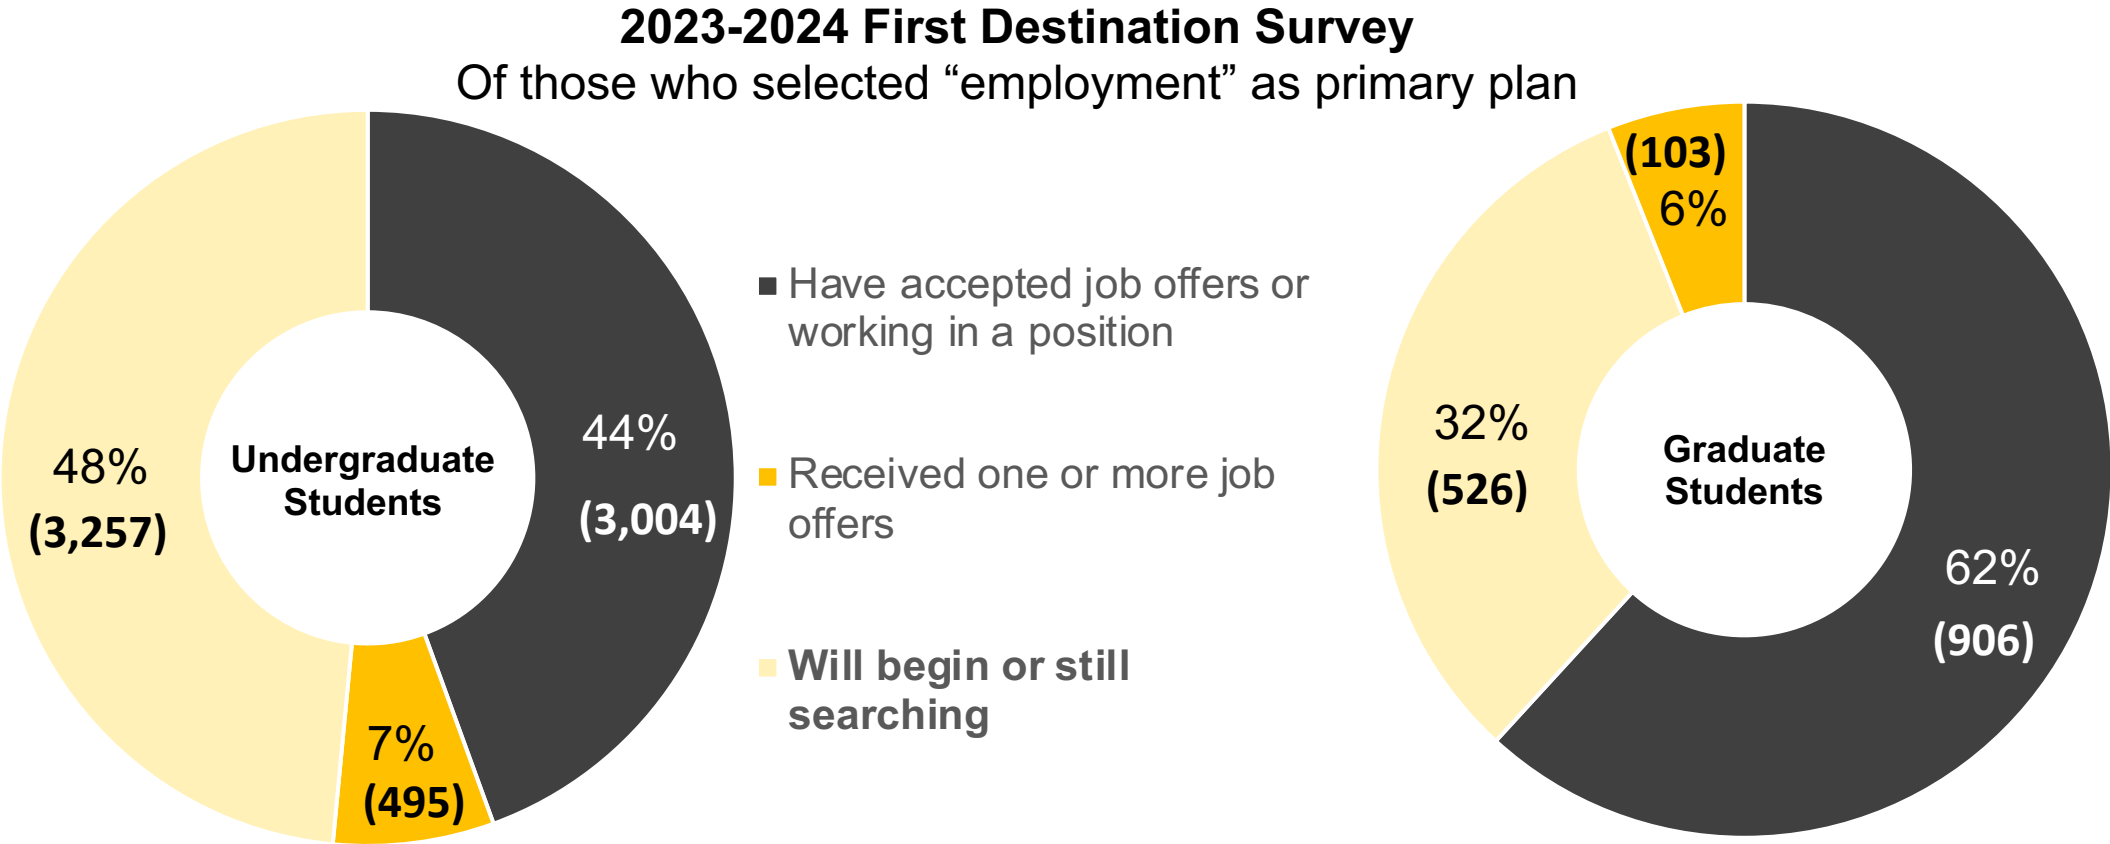 2023-2024 First Destination Survey
Of those who selected “employment” as primary plan
48%
(3,257)
Undergraduate
Students
44%
(3,004)
7%
(495)
Have accepted job offers or
working in a position
Received one or more job
offers
Will begin or still
searching
(103)
6%
32%
(526)
Graduate
Students
62%
(906)